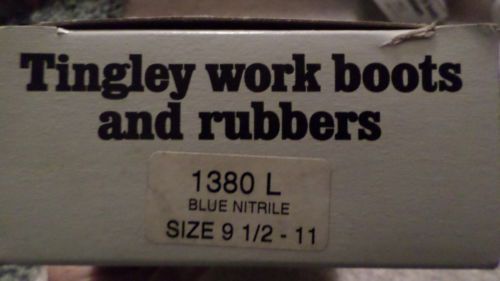 Tingley work boots
and rubbers
1380 L
BLUE NITRILE
SIZE 9 1/2 - 11